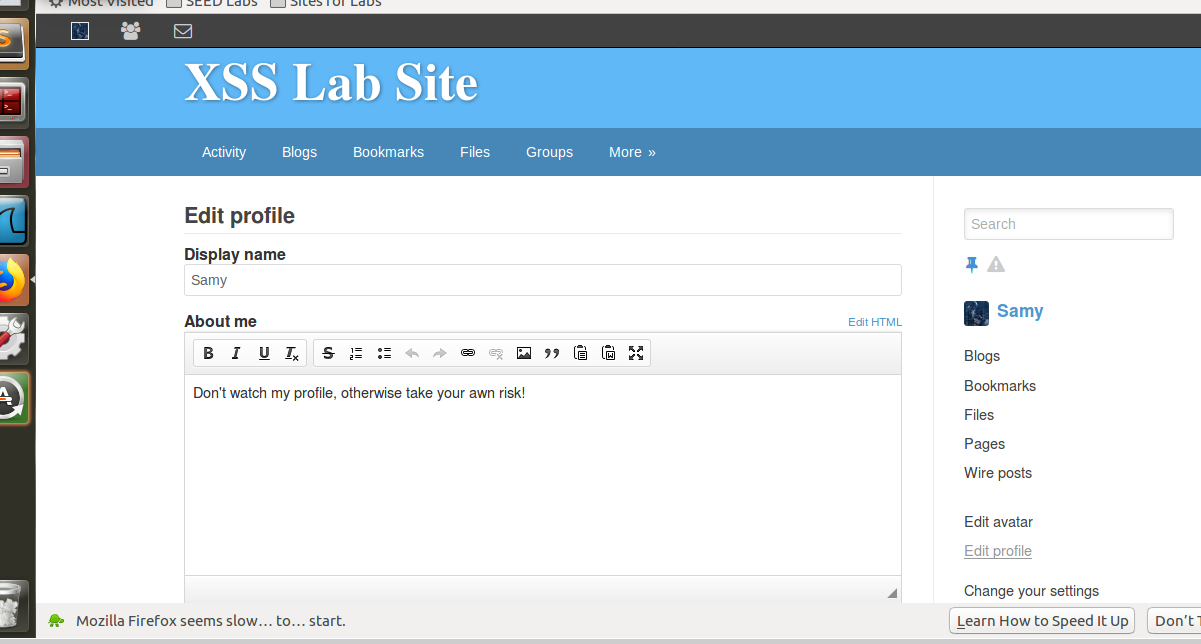 Most Visited SEED Labs Sites for Labs
XSS Lab Site
Activity Blogs Bookmarks Files Groups More »
Edit profile
Display name
Samy
About me Edit HTML
B I U Tx S
Don't watch my profile, otherwise take your awn risk!
Search
Samy
Blogs
Bookmarks
Files
Pages
Wire posts
Edit avatar
Edit profile
Change your settings
Mozilla Firefox seems slow… to… start. Learn How to Speed It Up Don't